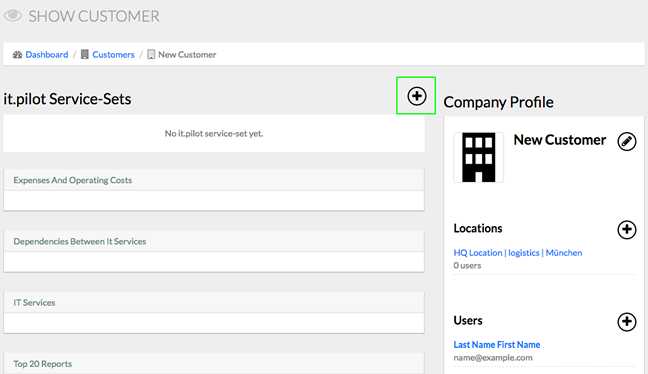 SHOW CUSTOMER
Dashboard / Customers / New Customer
it.pilot Service-Sets
No it.pilot service-set yet.
Expenses And Operating Costs
Dependencies Between It Services
IT Services
Top 20 Reports
Company Profile
New Customer
Locations
HQ Location | logistics | München
0 users
Users
Last Name First Name
name@example.com